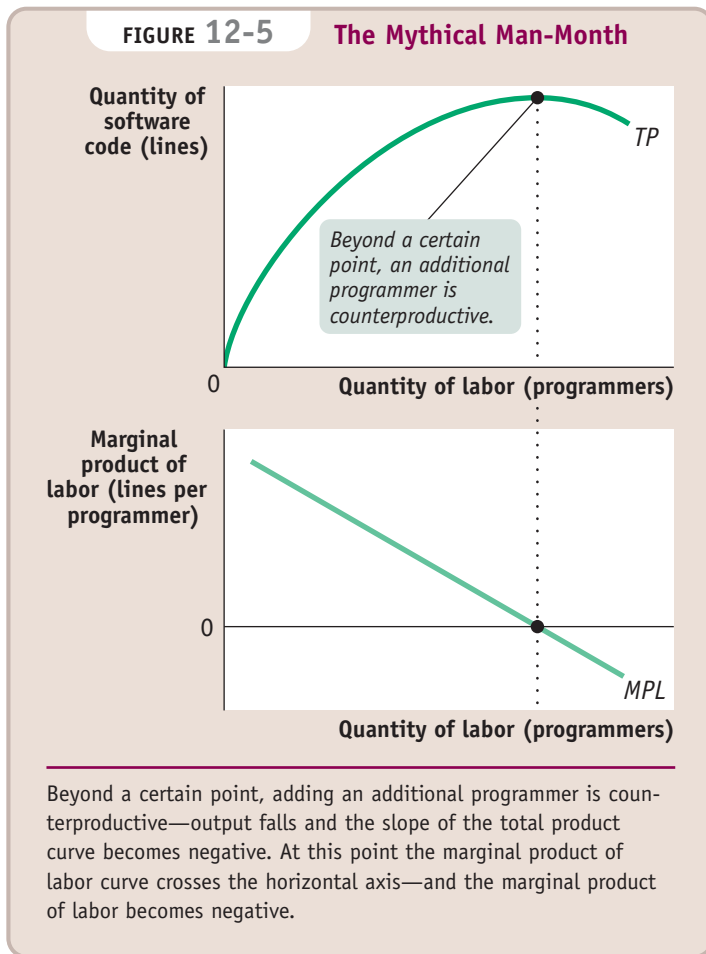 FIGURE 12-5 The Mythical Man-Month
Quantity of
software
code (lines)
TP
Beyond a certain
point, an additional
programmer is
counterproductive.
0
Quantity of labor (programmers)
Marginal
product of
labor (lines per
programmer)
0
MPL
Quantity of labor (programmers)
Beyond a certain point, adding an additional programmer is coun-
terproductive—output falls and the slope of the total product
curve becomes negative. At this point the marginal product of
labor curve crosses the horizontal axis—and the marginal product
of labor becomes negative.